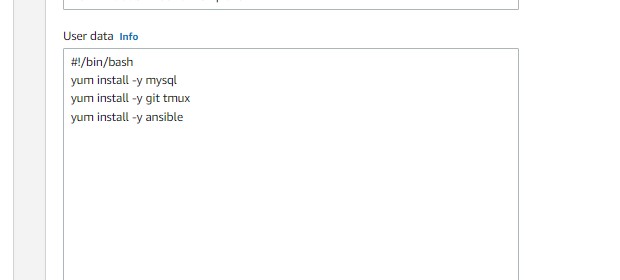 User data Info
#!/bin/bash
yum install -y mysql
yum install -y git tmux
yum install -y ansible